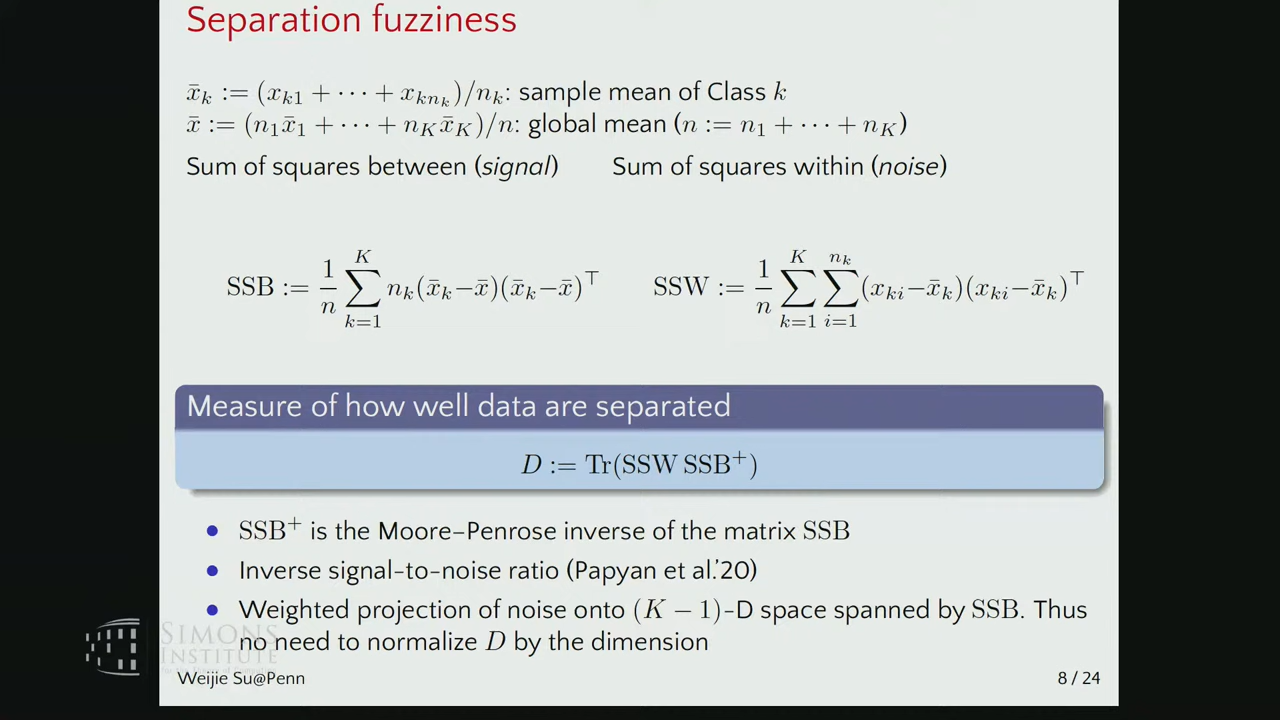 Separation fuzziness
x̄ₖ := (xₖ₁ + ⋯ + xₖₙₖ)/nₖ: sample mean of Class k
x̄ := (n₁x̄₁ + ⋯ + n_K x̄_K)/n: global mean (n := n₁ + ⋯ + n_K)
Sum of squares between (signal) Sum of squares within (noise)
SSB := 1/n ∑_{k=1}^{K} nₖ(x̄ₖ−x̄)(x̄ₖ−x̄)^⊤ SSW := 1/n ∑_{k=1}^{K} ∑_{i=1}^{nₖ} (xₖᵢ−x̄ₖ)(xₖᵢ−x̄ₖ)^⊤
Measure of how well data are separated
D := Tr(SSW SSB⁺)
• SSB⁺ is the Moore–Penrose inverse of the matrix SSB
• Inverse signal-to-noise ratio (Papyan et al.'20)
• Weighted projection of noise onto (K − 1)-D space spanned by SSB. Thus
no need to normalize D by the dimension
SIMONS
INSTITUTE
Weijie Su@Penn 8 / 24